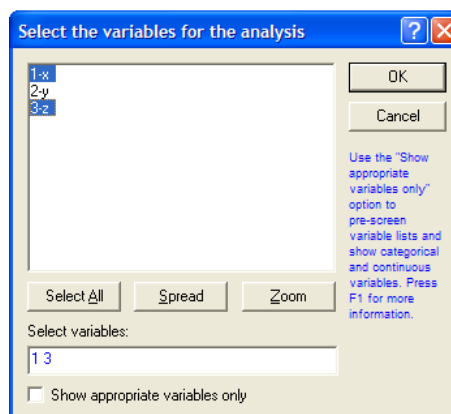 Select the variables for the analysis
1-x
2-y
3-z
OK
Cancel
Use the "Show
appropriate
variables only"
option to
pre-screen
variable lists and
show categorical
and continuous
variables. Press
F1 for more
information.
Select All
Spread
Zoom
Select variables:
1 3
Show appropriate variables only